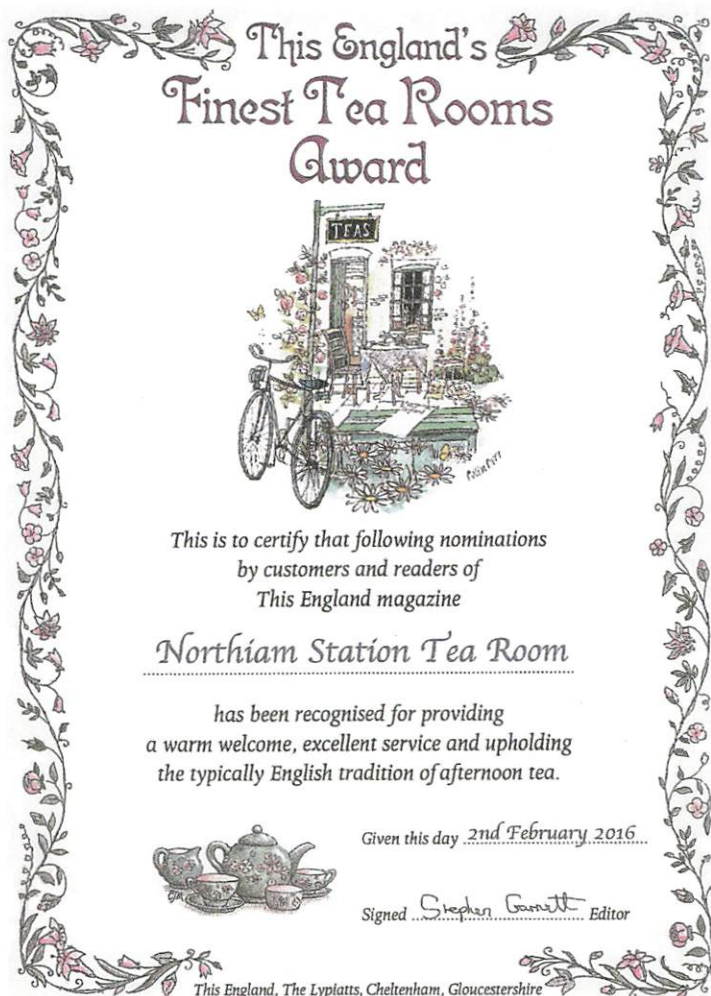 This England's
Finest Tea Rooms
Award
TEAS
This is to certify that following nominations
by customers and readers of
This England magazine
Northiam Station Tea Room
has been recognised for providing
a warm welcome, excellent service and upholding
the typically English tradition of afternoon tea.
Given this day 2nd February 2016
Signed Stephen Garnett Editor
This England, The Lypiatts, Cheltenham, Gloucestershire